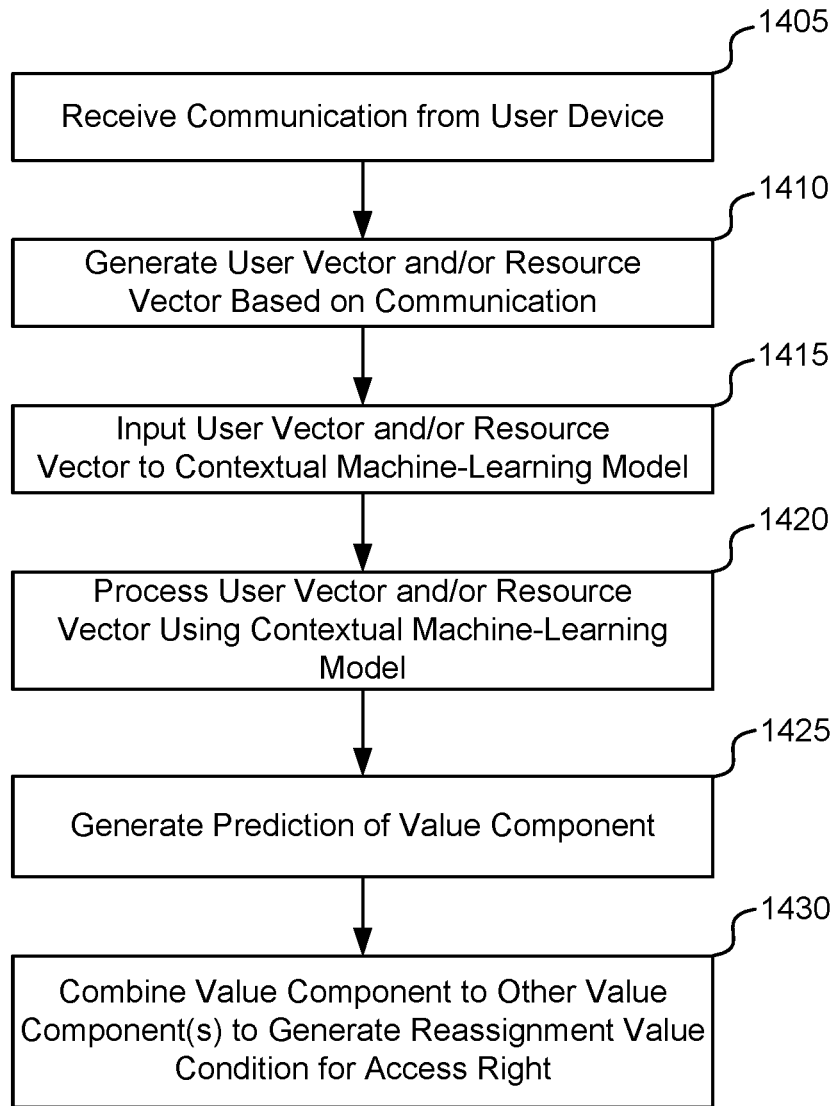 1405
Receive Communication from User Device
1410
Generate User Vector and/or Resource
Vector Based on Communication
1415
Input User Vector and/or Resource
Vector to Contextual Machine-Learning Model
1420
Process User Vector and/or Resource
Vector Using Contextual Machine-Learning
Model
1425
Generate Prediction of Value Component
1430
Combine Value Component to Other Value
Component(s) to Generate Reassignment Value
Condition for Access Right